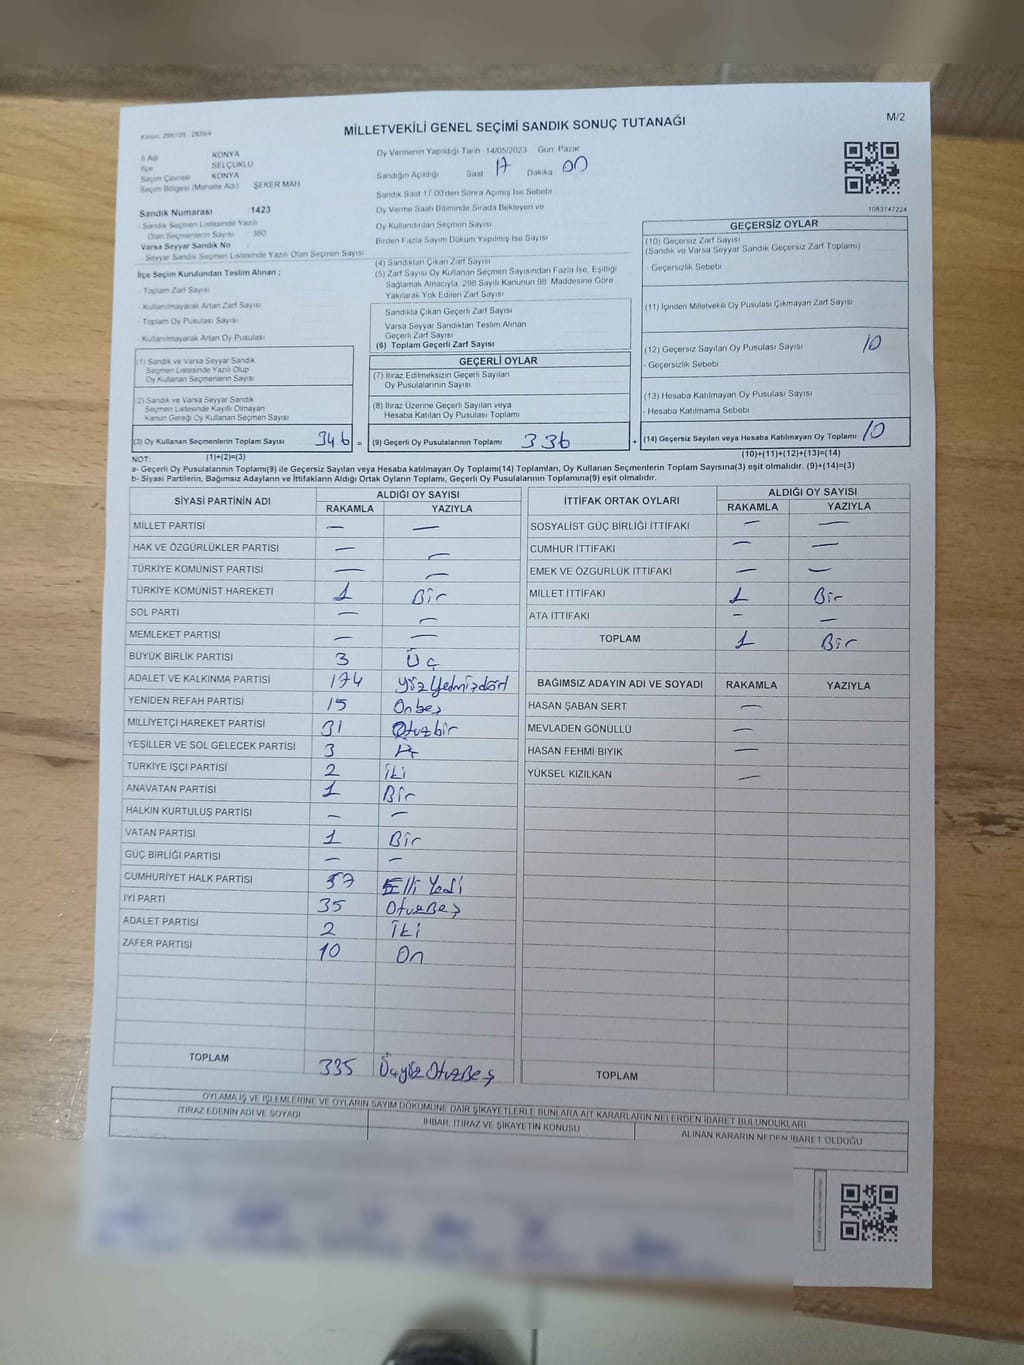 Kanun: 298/105 , 2839/4
MİLLETVEKİLİ GENEL SEÇİMİ SANDIK SONUÇ TUTANAĞI
M/2
İl Adı KONYA
İlçe SELÇUKLU
Seçim Çevresi KONYA
Seçim Bölgesi (Mahalle Adı) ŞEKER MAH
Oy Vermenin Yapıldığı Tarih 14/05/2023 Gün: Pazar
Sandığın Açıldığı Saat 17 Dakika 00
Sandık Saat 17:00'den Sonra Açımış İse Sebebi
Oy Verme Saati Bitiminde Sırada Bekleyen ve
Oy Kullandırılan Seçmen Sayısı
Birden Fazla Sayım Döküm Yapılmış İse Sayısı
1083747224
Sandık Numarası :1423
- Sandık Seçmen Listesinde Yazılı
Olan Seçmenlerin Sayısı 380
Varsa Seyyar Sandık No
- Seyyar Sandık Seçmen Listesinde Yazılı Olan Seçmen Sayısı
İlçe Seçim Kurulundan Teslim Alınan ;
- Toplam Zarf Sayısı
- Kullanılmayarak Artan Zarf Sayısı
- Toplam Oy Pusulası Sayısı
- Kullanılmayarak Artan Oy Pusulası
(4) Sandıktan Çıkan Zarf Sayısı
(5) Zarf Sayısı Oy Kullanan Seçmen Sayısından Fazla İse, Eşitliği
Sağlamak Amacıyla, 298 Sayılı Kanunun 98. Maddesine Göre
Yakılarak Yok Edilen Zarf Sayısı
Sandıkta Çıkan Geçerli Zarf Sayısı
Varsa Seyyar Sandıktan Teslim Alınan
Geçerli Zarf Sayısı
(6) Toplam Geçerli Zarf Sayısı
GEÇERSİZ OYLAR
(10) Geçersiz Zarf Sayısı
(Sandık ve Varsa Seyyar Sandık Geçersiz Zarf Toplamı)
- Geçersizlik Sebebi
(11) İçinden Milletvekili Oy Pusulası Çıkmayan Zarf Sayısı
(12) Geçersiz Sayılan Oy Pusulası Sayısı 10
- Geçersizlik Sebebi
(13) Hesaba Katılmayan Oy Pusulası Sayısı
- Hesaba Katılmama Sebebi
(1) Sandık ve Varsa Seyyar Sandık
Seçmen Listesinde Yazılı Olup
Oy Kullanan Seçmenlerin Sayısı
(2) Sandık ve Varsa Seyyar Sandık
Seçmen Listesinde Kayıtlı Olmayan
Kanun Gereği Oy Kullanan Seçmen Sayısı
GEÇERLİ OYLAR
(7) İtiraz Edilmeksizin Geçerli Sayılan
Oy Pusulalarının Sayısı
(8) İtiraz Üzerine Geçerli Sayılan veya
Hesaba Katılan Oy Pusulası Toplamı
(3) Oy Kullanan Seçmenlerin Toplam Sayısı 346 = (9) Geçerli Oy Pusulalarının Toplamı 336 + (14) Geçersiz Sayılan veya Hesaba Katılmayan Oy Toplamı 10
NOT: (1)+(2)=(3) (10)+(11)+(12)+(13)=(14)
a- Geçerli Oy Pusulalarının Toplamı(9) ile Geçersiz Sayılan veya Hesaba katılmayan Oy Toplamı(14) Toplamları, Oy Kullanan Seçmenlerin Toplam Sayısına(3) eşit olmalıdır. (9)+(14)=(3)
b- Siyasi Partilerin, Bağımsız Adayların ve İttifakların Aldığı Ortak Oyların Toplamı, Geçerli Oy Pusulalarının Toplamına(9) eşit olmalıdır.
SİYASİ PARTİNİN ADI ALDIĞI OY SAYISI
RAKAMLA YAZIYLA
MİLLET PARTİSİ — —
HAK VE ÖZGÜRLÜKLER PARTİSİ — —
TÜRKİYE KOMÜNİST PARTİSİ — —
TÜRKİYE KOMÜNİST HAREKETİ 1 Bir
SOL PARTİ — —
MEMLEKET PARTİSİ — —
BÜYÜK BİRLİK PARTİSİ 3 Üç
ADALET VE KALKINMA PARTİSİ 174 Yüz Yetmişdört
YENİDEN REFAH PARTİSİ 15 Onbeş
MİLLİYETÇİ HAREKET PARTİSİ 31 Otuzbir
YEŞİLLER VE SOL GELECEK PARTİSİ 3
TÜRKİYE İŞÇİ PARTİSİ 2 İki
ANAVATAN PARTİSİ 1 Bir
HALKIN KURTULUŞ PARTİSİ — —
VATAN PARTİSİ 1 Bir
GÜÇ BİRLİĞİ PARTİSİ — —
CUMHURİYET HALK PARTİSİ 57 Elli Yedi
İYİ PARTİ 35 OtuzBeş
ADALET PARTİSİ 2 İki
ZAFER PARTİSİ 10 On
TOPLAM 335 ÜçyüzOtuzBeş
İTTİFAK ORTAK OYLARI ALDIĞI OY SAYISI
RAKAMLA YAZIYLA
SOSYALİST GÜÇ BİRLİĞİ İTTİFAKI — —
CUMHUR İTTİFAKI — —
EMEK VE ÖZGÜRLÜK İTTİFAKI — —
MİLLET İTTİFAKI 1 Bir
ATA İTTİFAKI — —
TOPLAM 1 Bir
BAĞIMSIZ ADAYIN ADI VE SOYADI RAKAMLA YAZIYLA
HASAN ŞABAN SERT —
MEVLADEN GÖNÜLLÜ —
HASAN FEHMİ BIYIK —
YÜKSEL KIZILKAN —
TOPLAM
OYLAMA İŞ VE İŞLEMLERİNE VE OYLARIN SAYIM DÖKÜMÜNE DAİR ŞİKAYETLERLE BUNLARA AİT KARARLARIN NELERDEN İBARET BULUNDUKLARI
İTİRAZ EDENİN ADI VE SOYADI İHBAR, İTİRAZ VE ŞİKAYETİN KONUSU ALINAN KARARIN NEDEN İBARET OLDUĞU